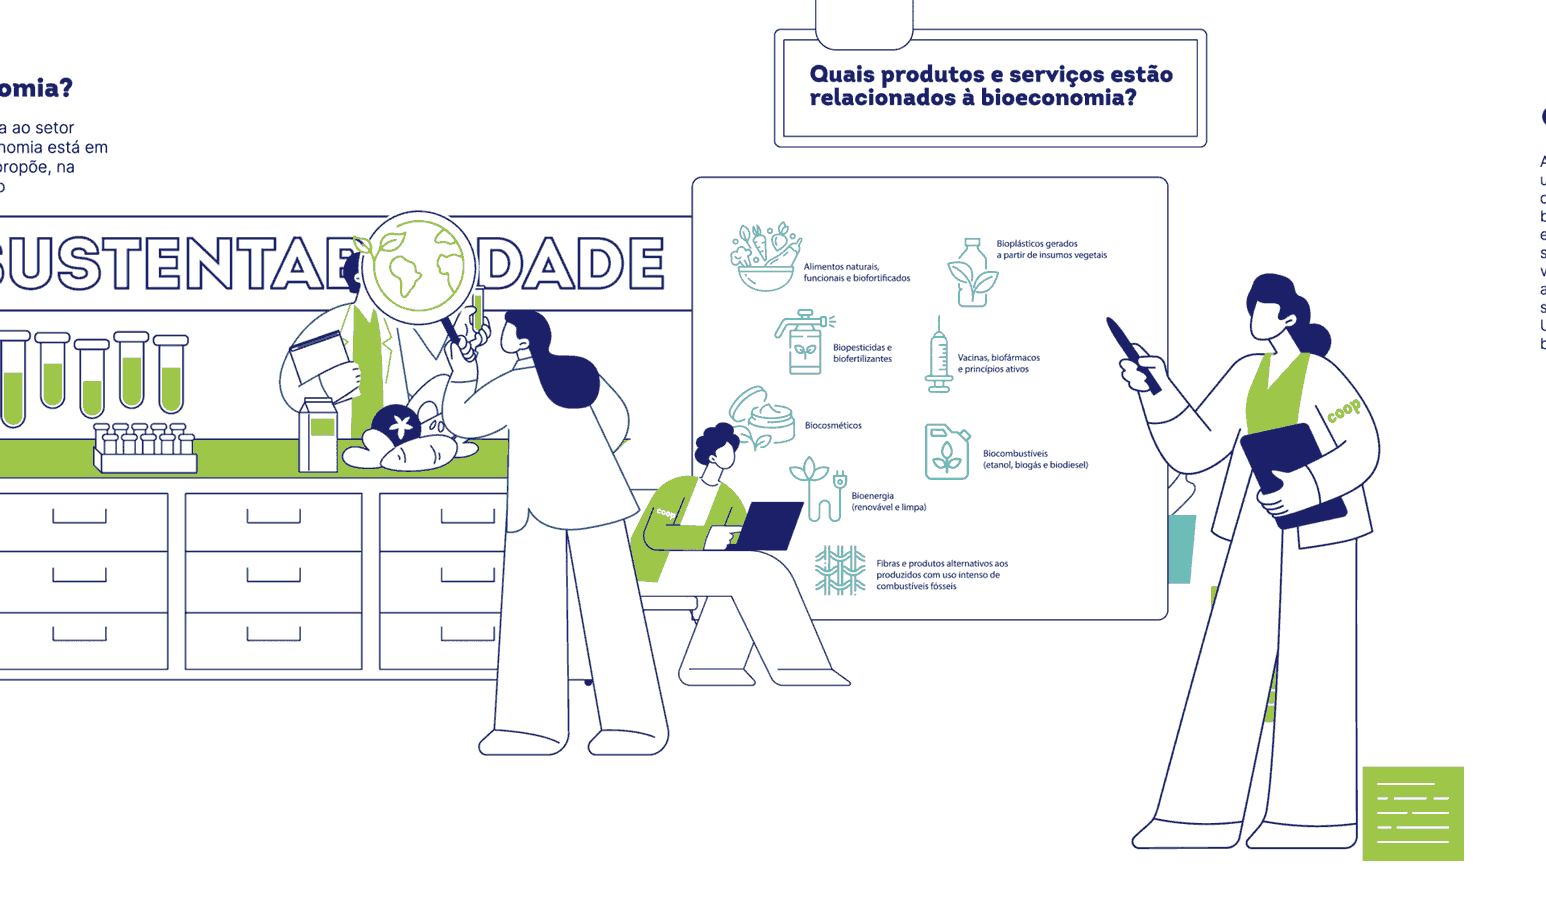 omia?
a ao setor
nomia está em
propõe, na
o
SUSTENTAB DADE
Quais produtos e serviços estão
relacionados à bioeconomia?
Alimentos naturais,
funcionais e biofortificados
Bioplásticos gerados
a partir de insumos vegetais
Biopesticidas e
biofertilizantes
Vacinas, biofármacos
e princípios ativos
Biocosméticos
Biocombustíveis
(etanol, biogás e biodiesel)
Bioenergia
(renovável e limpa)
Fibras e produtos alternativos aos
produzidos com uso intenso de
combustíveis fósseis
coop
coop